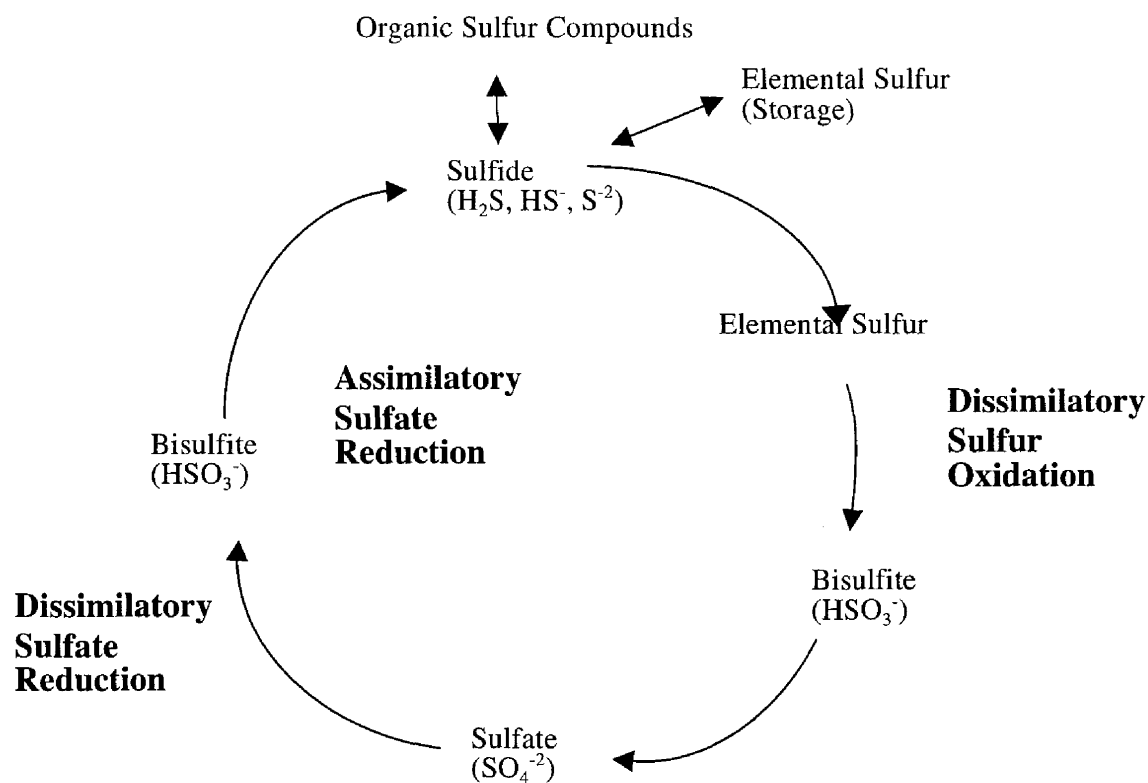 Organic Sulfur Compounds
Elemental Sulfur
(Storage)
Sulfide
(H₂S, HS⁻, S⁻²)
Elemental Sulfur
Assimilatory
Sulfate
Reduction
Dissimilatory
Sulfur
Oxidation
Bisulfite
(HSO₃⁻)
Bisulfite
(HSO₃⁻)
Dissimilatory
Sulfate
Reduction
Sulfate
(SO₄⁻²)